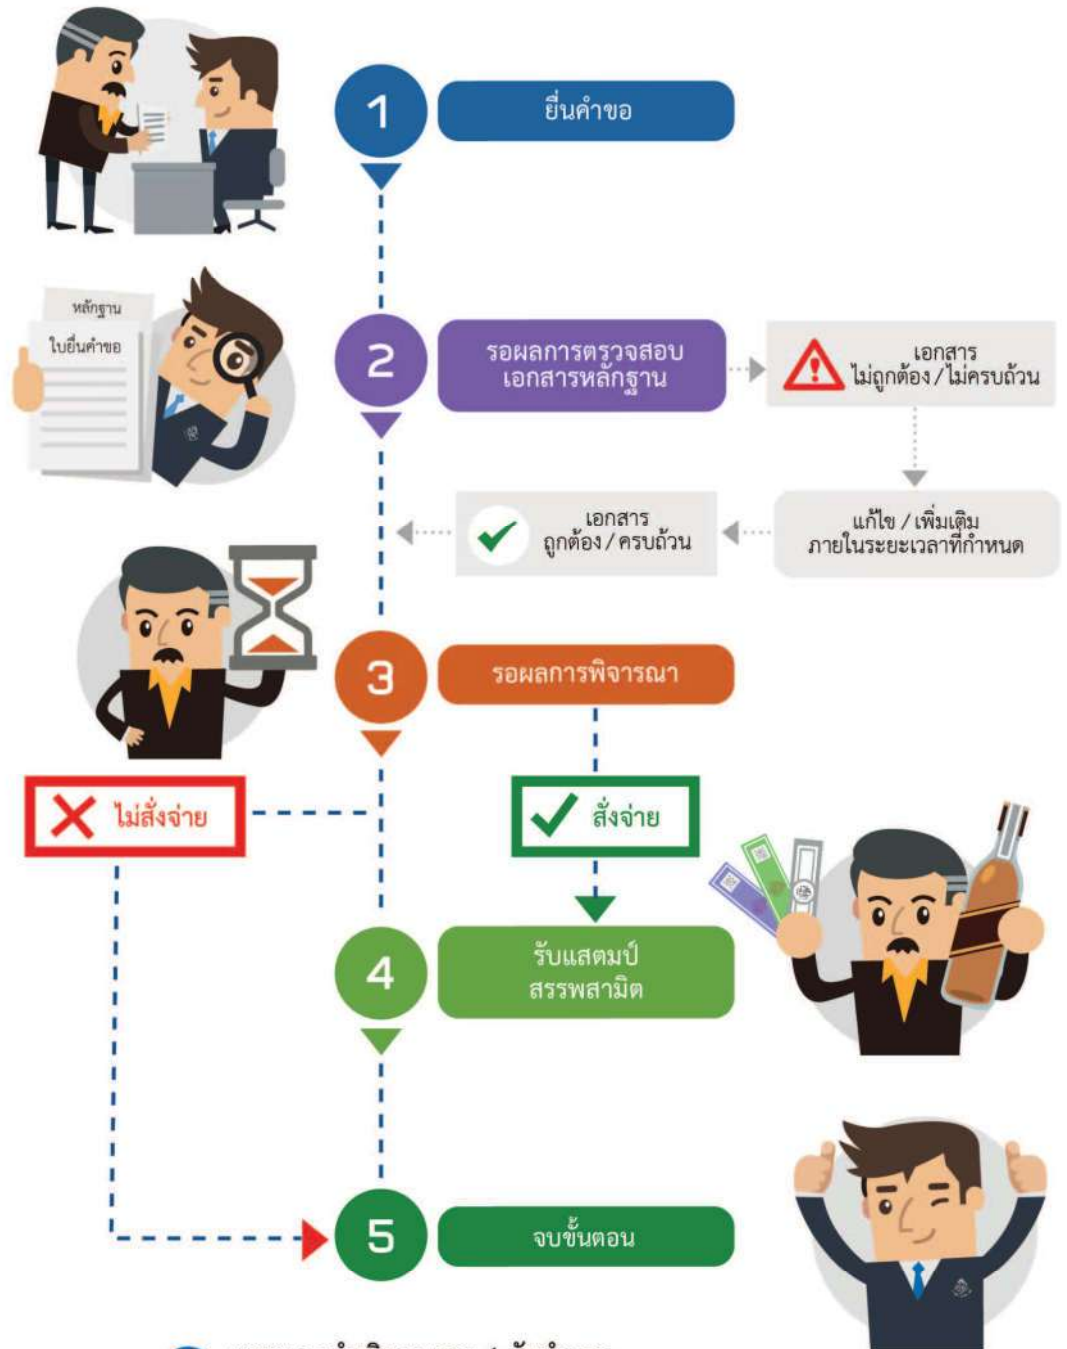 1
ยื่นคำขอ
หลักฐาน
ใบยื่นคำขอ
2
รอผลการตรวจสอบ
เอกสารหลักฐาน
เอกสาร
ไม่ถูกต้อง / ไม่ครบถ้วน
แก้ไข / เพิ่มเติม
ภายในระยะเวลาที่กำหนด
เอกสาร
ถูกต้อง / ครบถ้วน
3
รอผลการพิจารณา
ไม่สั่งจ่าย
สั่งจ่าย
4
รับแสตมป์
สรรพสามิต
5
จบขั้นตอน